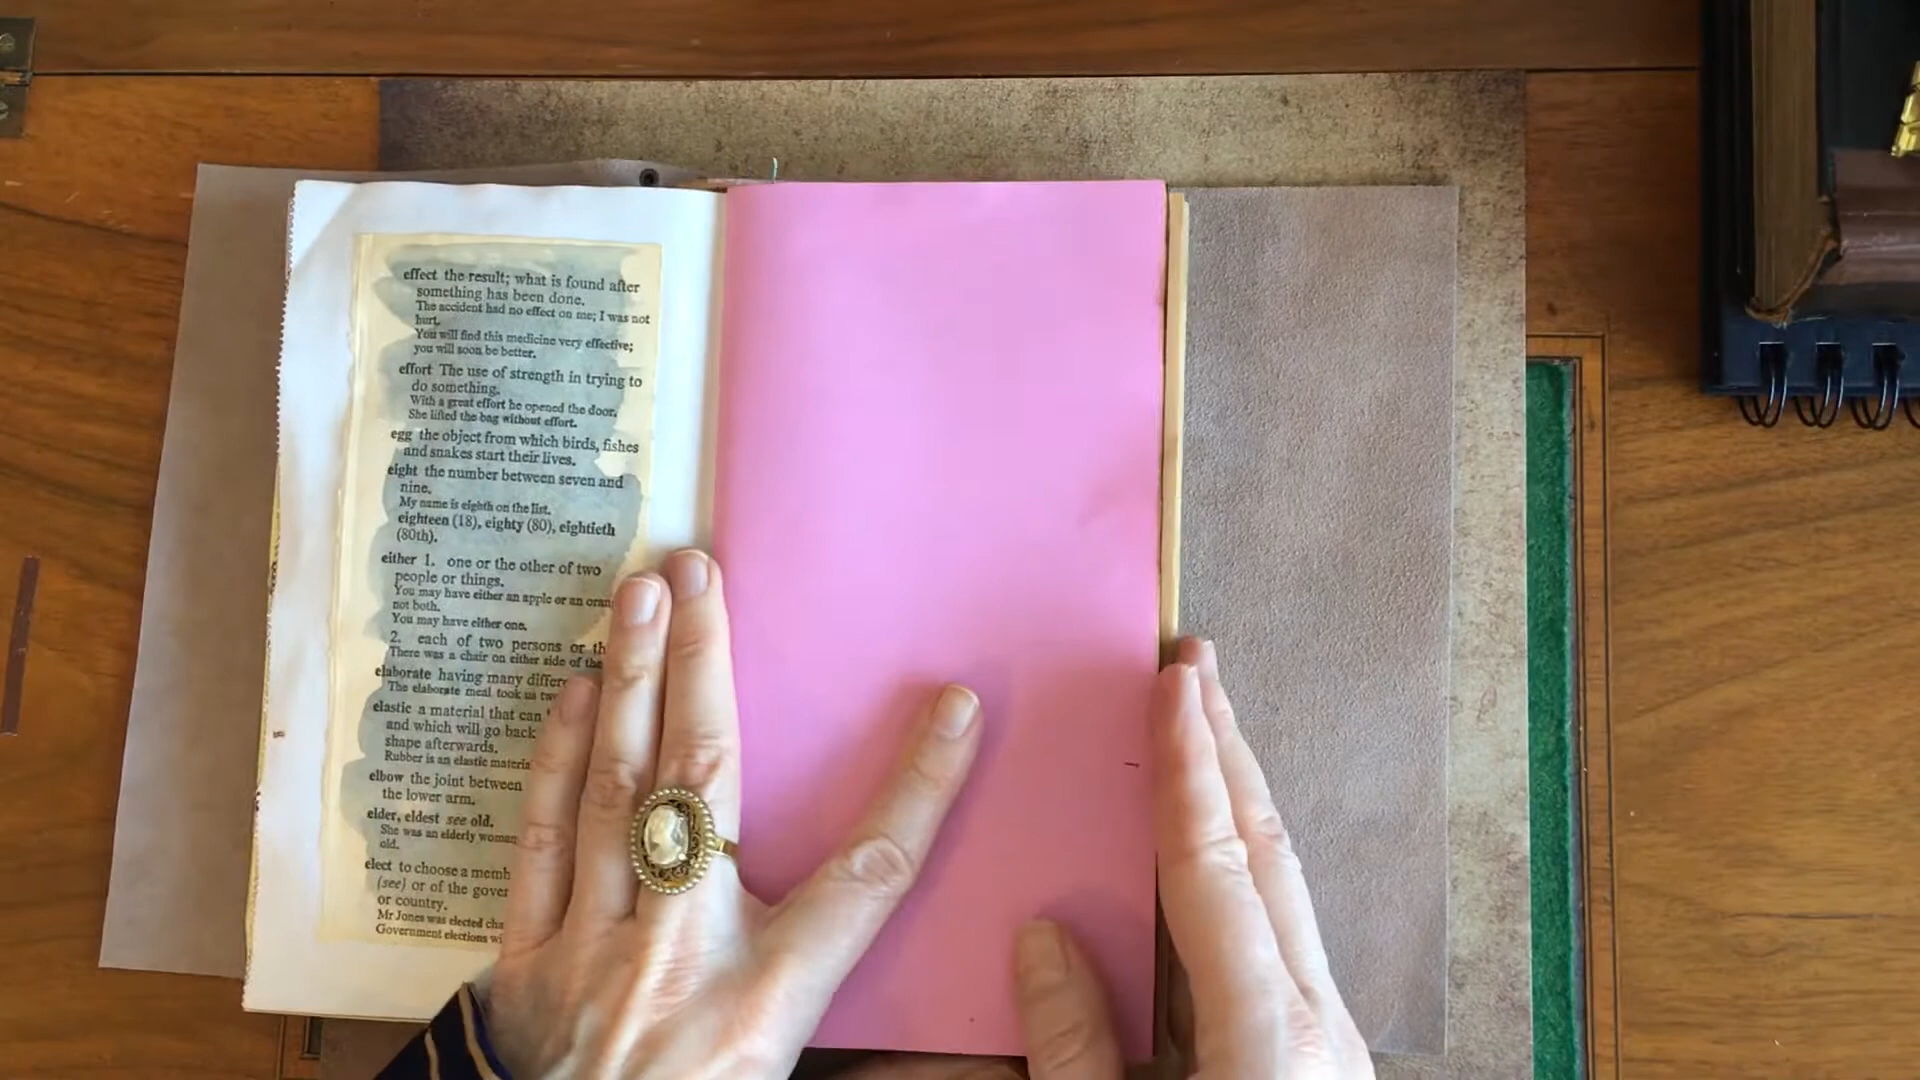 effect the result; what is found after
something has been done.
The accident had no effect on me; I was not
hurt.
You will find this medicine very effective;
you will soon be better.
effort The use of strength in trying to
do something.
With a great effort he opened the door.
She lifted the bag without effort.
egg the object from which birds, fishes
and snakes start their lives.
eight the number between seven and
nine.
My name is eighth on the list.
eighteen (18), eighty (80), eightieth
(80th).
either 1. one or the other of two
people or things.
You may have either an apple or an
not both.
You may have either one.
2. each of two persons or
There was a chair on either side of the
elaborate having many
The elaborate meal took us
elastic a material that can
and which will go back
shape afterwards.
Rubber is an elastic
elbow the joint between
the lower arm.
elder, eldest see old.
She was an elderly
old.
elect to choose a
(see) or of the
or country.
Mr Jones was elected
Government elections